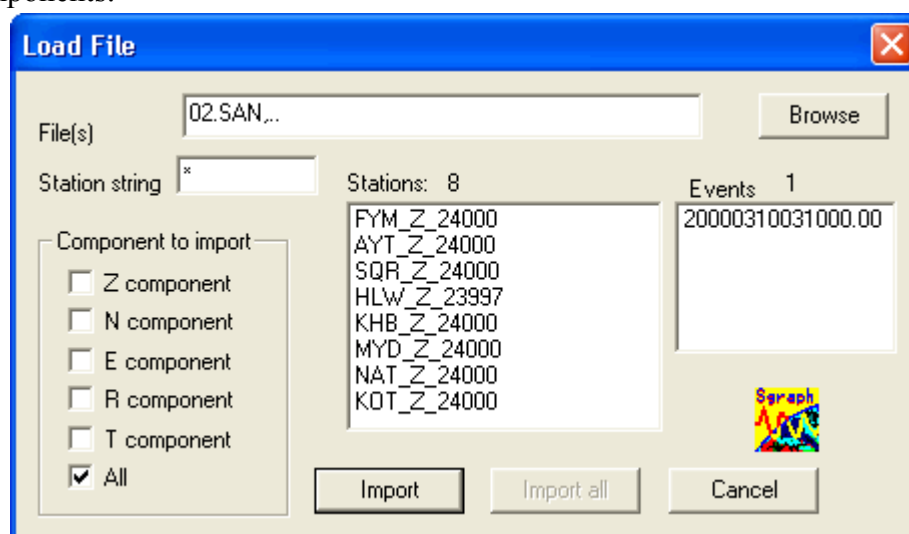 ponents.
Load File
File(s)
02.SAN,..
Browse
Station string
*
Stations: 8
Events 1
FYM_Z_24000
AYT_Z_24000
SQR_Z_24000
HLW_Z_23997
KHB_Z_24000
MYD_Z_24000
NAT_Z_24000
KOT_Z_24000
20000310031000.00
Component to import
Z component
N component
E component
R component
T component
All
Sgraph
Import
Import all
Cancel